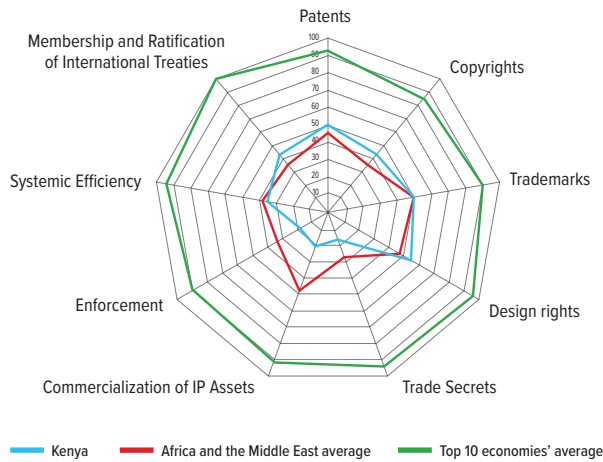 Patents
Membership and Ratification
of International Treaties
Copyrights
Systemic Efficiency
Trademarks
Enforcement
Design rights
Commercialization of IP Assets
Trade Secrets
100
90
80
70
60
50
40
30
20
10
Kenya
Africa and the Middle East average
Top 10 economies' average